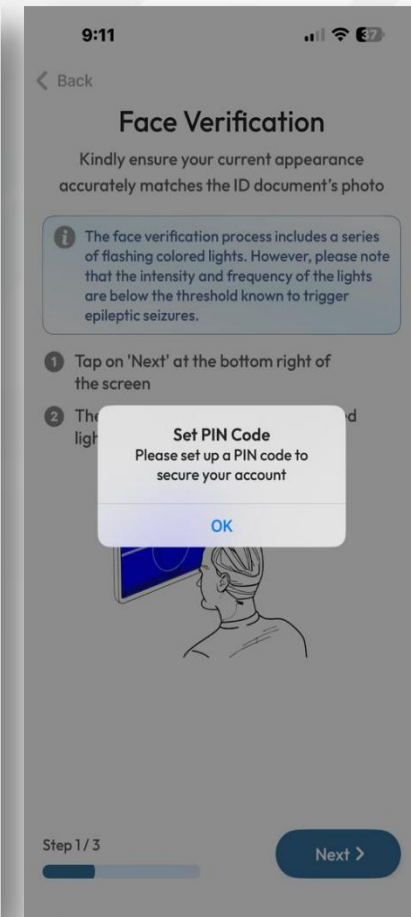 9:11
37
Back
Face Verification
Kindly ensure your current appearance
accurately matches the ID document's photo
i
The face verification process includes a series
of flashing colored lights. However, please note
that the intensity and frequency of the lights
are below the threshold known to trigger
epileptic seizures.
1 Tap on 'Next' at the bottom right of
the screen
2
Set PIN Code
Please set up a PIN code to
secure your account
OK
Step 1 / 3
Next >